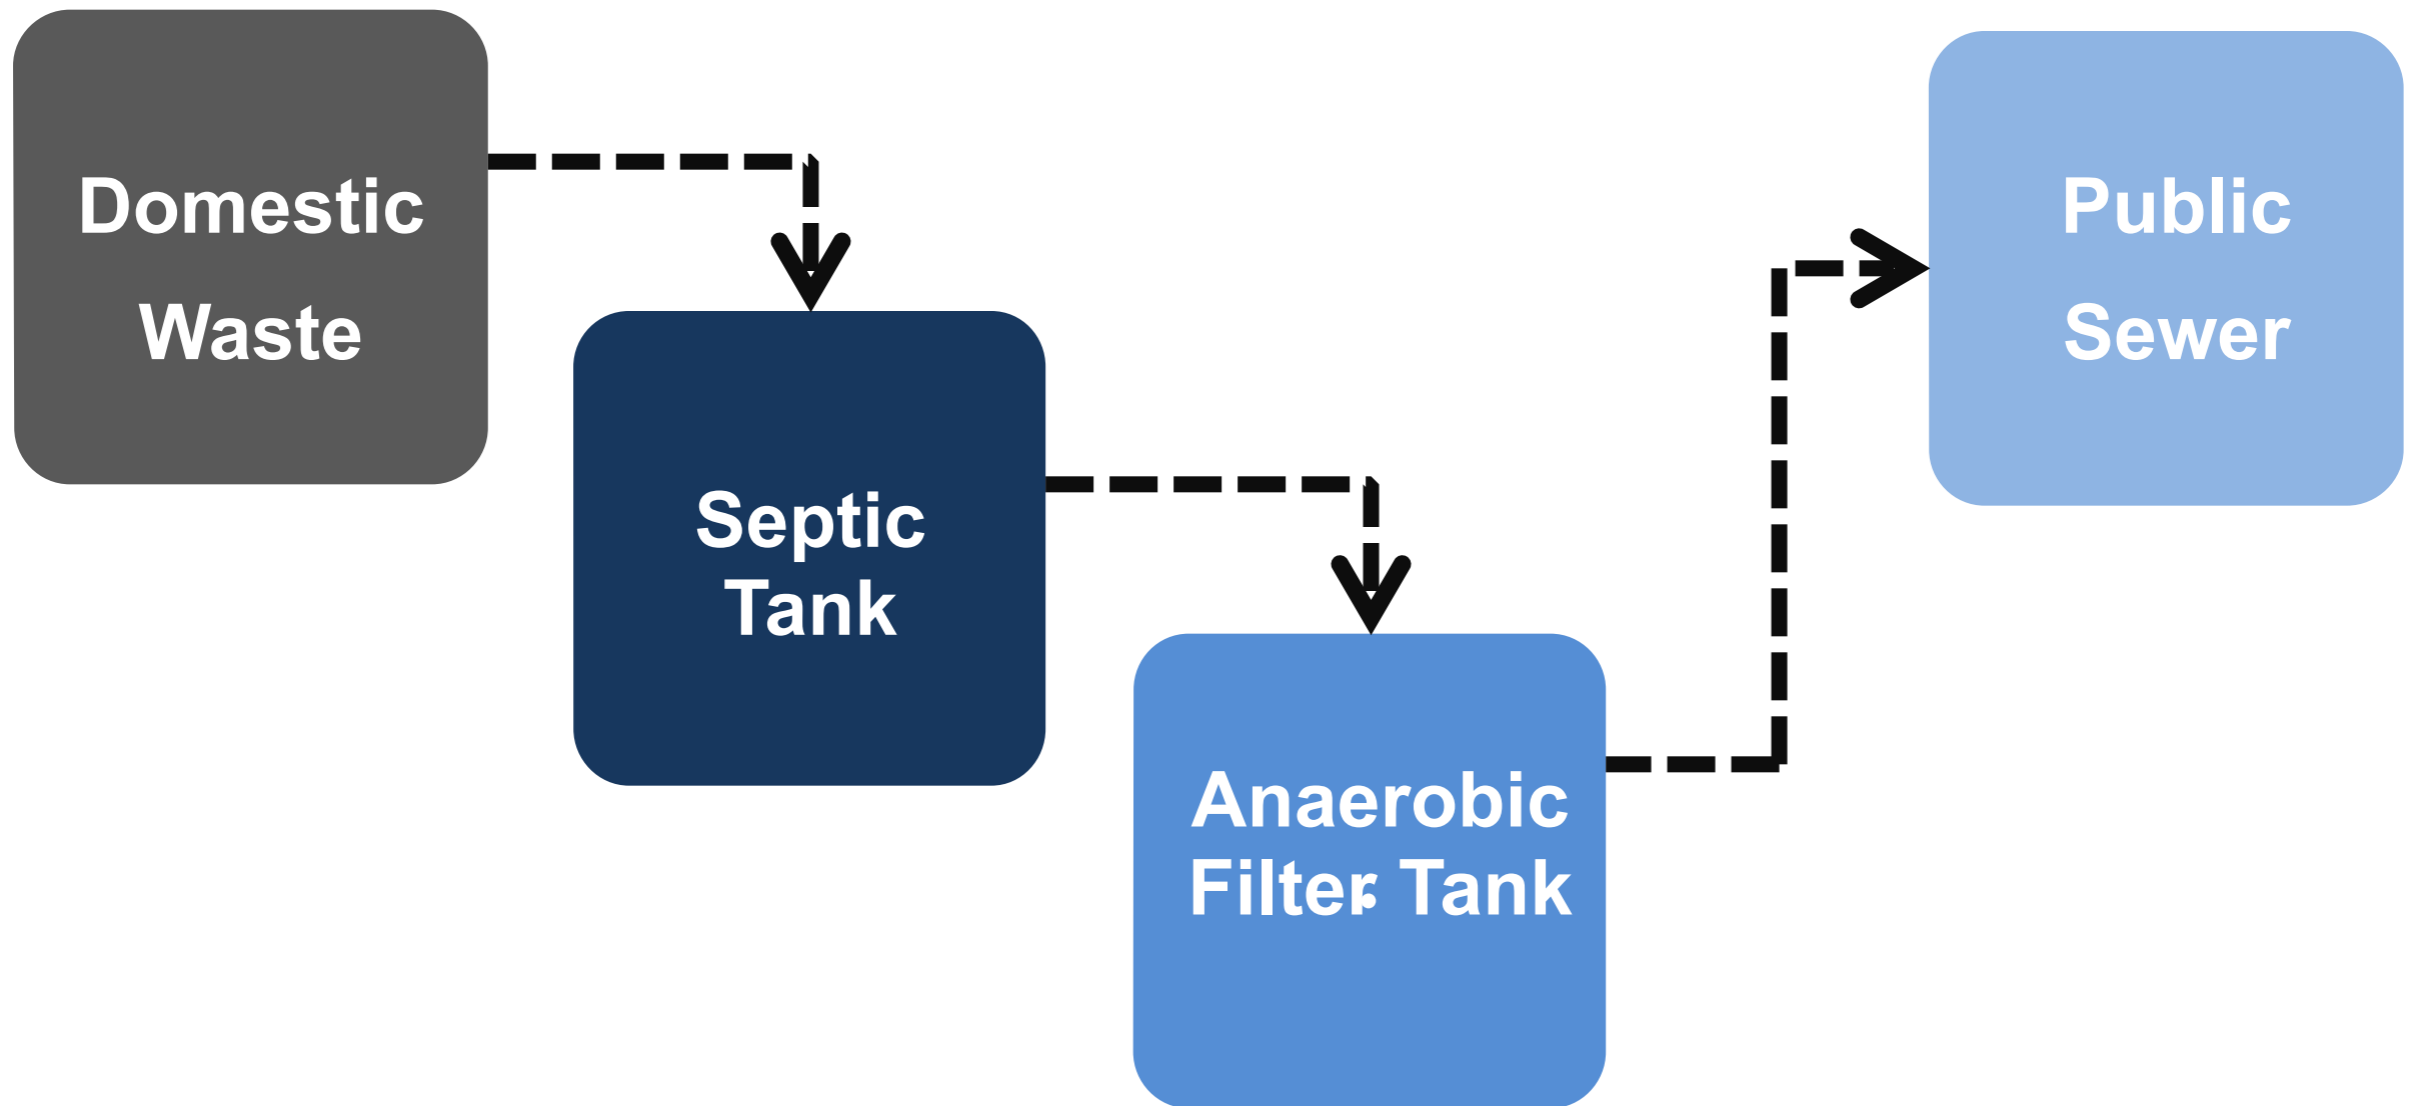 Domestic
Waste
Septic
Tank
Anaerobic
Filter Tank
Public
Sewer